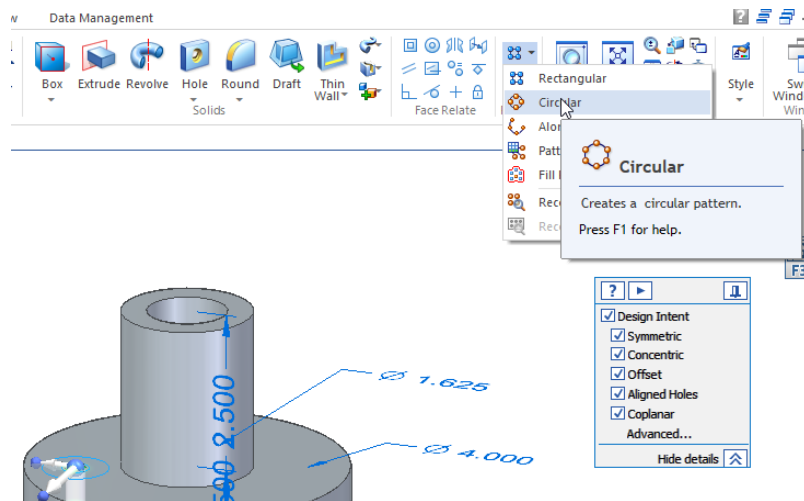 w Data Management
Box Extrude Revolve Hole Round Draft Thin Wall
Solids
Face Relate
Style
Rectangular
Circular
Circular
Creates a circular pattern.
Press F1 for help.
Design Intent
Symmetric
Concentric
Offset
Aligned Holes
Coplanar
Advanced...
Hide details
2.500
Ø 1.625
Ø 4.000